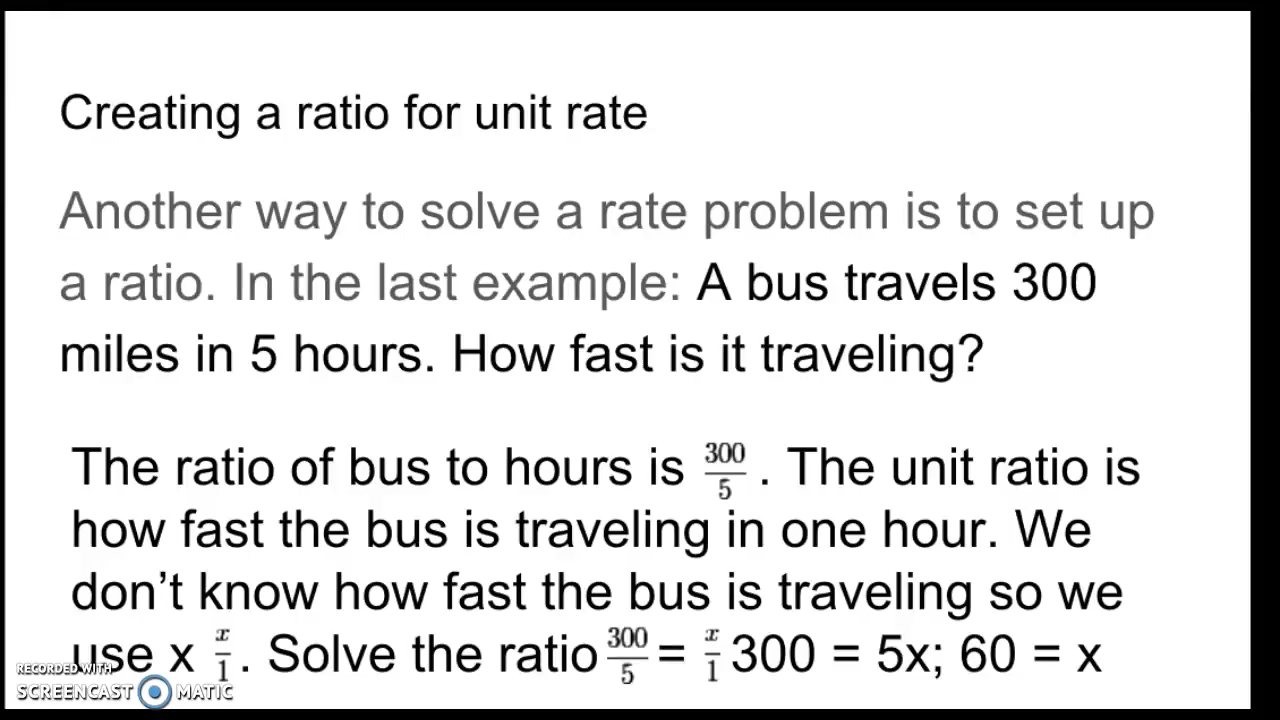 Creating a ratio for unit rate
Another way to solve a rate problem is to set up
a ratio. In the last example: A bus travels 300
miles in 5 hours. How fast is it traveling?
The ratio of bus to hours is 300/5 . The unit ratio is
how fast the bus is traveling in one hour. We
don't know how fast the bus is traveling so we
use x x/1 . Solve the ratio 300/5 = x/1 300 = 5x; 60 = x
RECORDED WITH
SCREENCAST MATIC